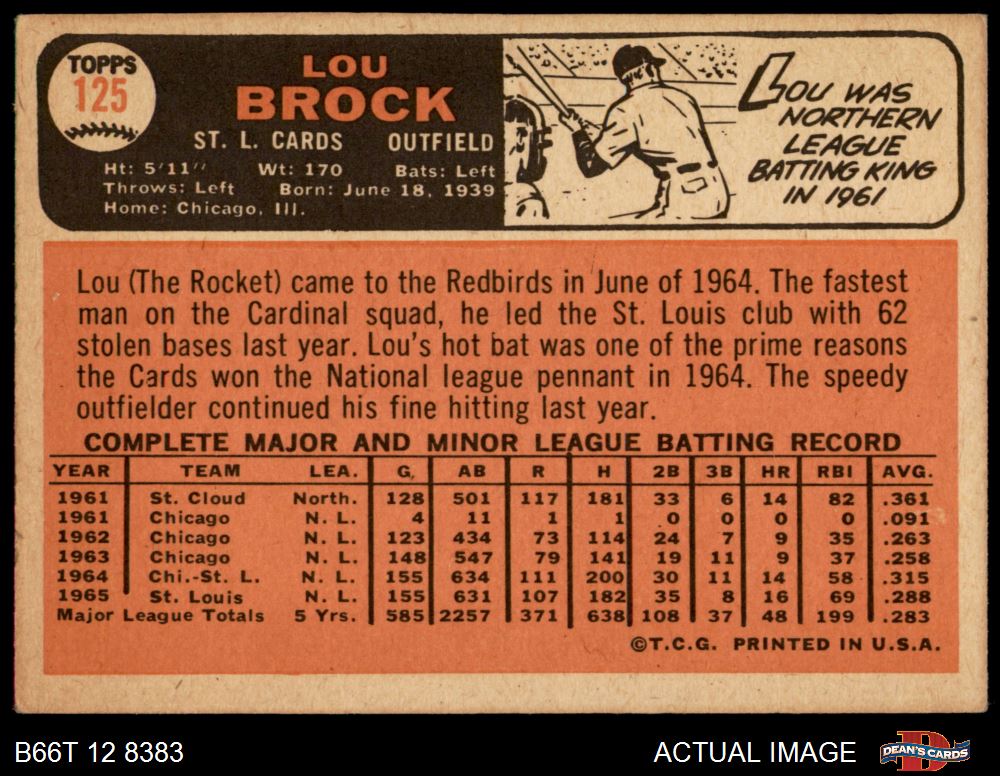 TOPPS
125
LOU
BROCK
ST. L. CARDS OUTFIELD
Ht: 5'11" Wt: 170 Bats: Left
Throws: Left Born: June 18, 1939
Home: Chicago, Ill.
LOU WAS
NORTHERN
LEAGUE
BATTING KING
IN 1961
Lou (The Rocket) came to the Redbirds in June of 1964. The fastest
man on the Cardinal squad, he led the St. Louis club with 62
stolen bases last year. Lou's hot bat was one of the prime reasons
the Cards won the National league pennant in 1964. The speedy
outfielder continued his fine hitting last year.
COMPLETE MAJOR AND MINOR LEAGUE BATTING RECORD
YEAR TEAM LEA. G. AB R H 2B 3B HR RBI AVG.
1961 St. Cloud North. 128 501 117 181 33 6 14 82 .361
1961 Chicago N. L. 4 11 1 1 0 0 0 0 .091
1962 Chicago N. L. 123 434 73 114 24 7 9 35 .263
1963 Chicago N. L. 148 547 79 141 19 11 9 37 .258
1964 Chi.-St. L. N. L. 155 634 111 200 30 11 14 58 .315
1965 St. Louis N. L. 155 631 107 182 35 8 16 69 .288
Major League Totals 5 Yrs. 585 2257 371 638 108 37 48 199 .283
©T.C.G. PRINTED IN U.S.A.
B66T 12 8383 ACTUAL IMAGE DEAN'S CARDS